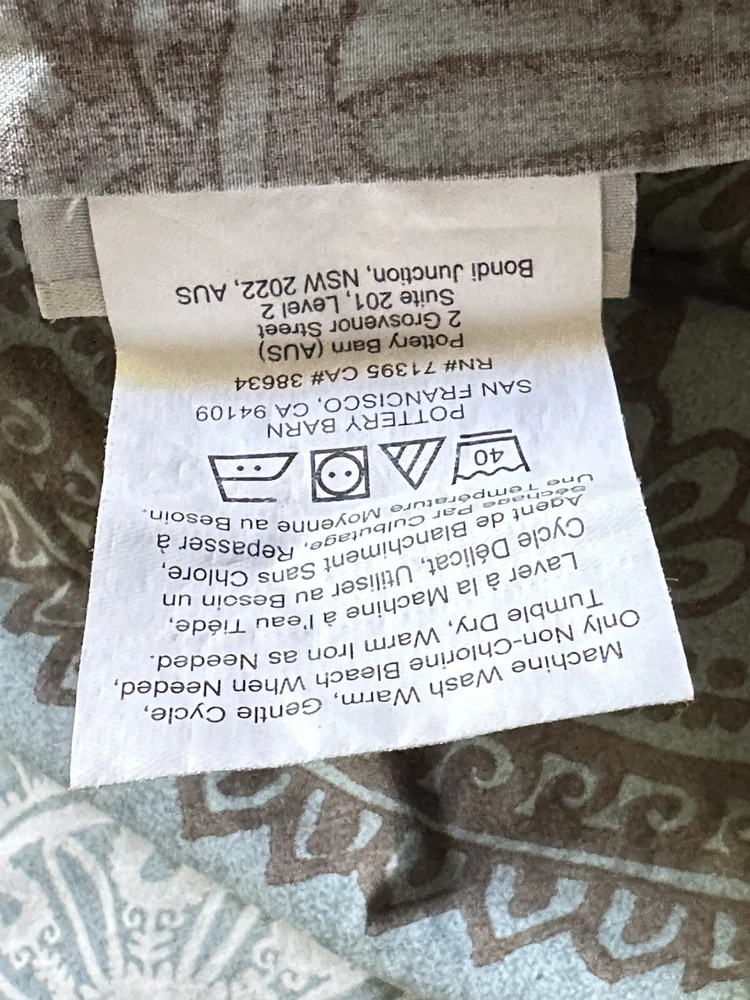 Machine Wash Warm, Gentle Cycle,
Only Non-Chlorine Bleach When Needed,
Tumble Dry, Warm Iron as Needed.
Laver à la Machine à l'eau Tiéde,
Cycle Délicat, Utiliser au Besoin un
Agent de Blanchiment Sans Chlore,
Séchage Par Culbutage, Repasser à
Une Température Moyenne au Besoin.
40
POTTERY BARN
SAN FRANCISCO, CA 94109
RN# 71395 CA# 38634
Pottery Barn (AUS)
2 Grosvenor Street
Suite 201, Level 2
Bondi Junction, NSW 2022, AUS